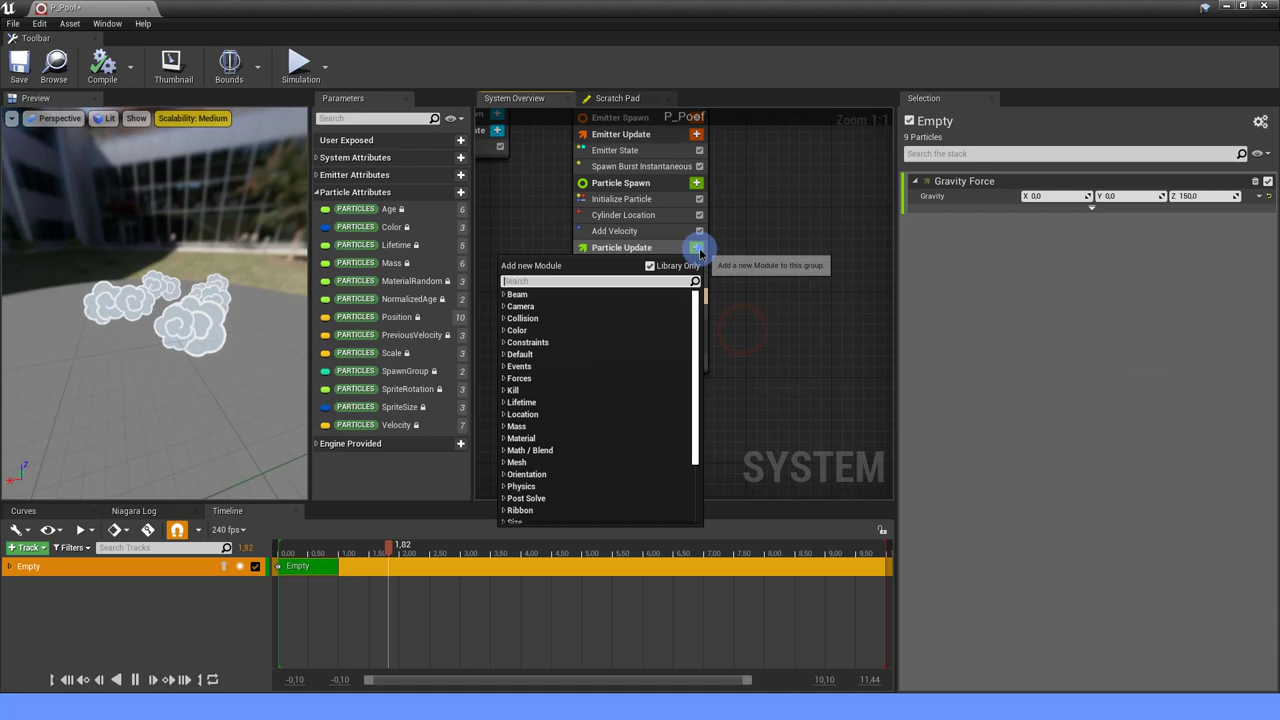 P_Poof*
File Edit Asset Window Help
Toolbar
Save Browse Compile Thumbnail Bounds Simulation
Preview
Perspective Lit Show Scalability: Medium
Z
Parameters
Search
User Exposed
System Attributes
Emitter Attributes
Particle Attributes
PARTICLES Age 6
PARTICLES Color 3
PARTICLES Lifetime 5
PARTICLES Mass 6
PARTICLES MaterialRandom 3
PARTICLES NormalizedAge 2
PARTICLES Position 10
PARTICLES PreviousVelocity 3
PARTICLES Scale 3
PARTICLES SpawnGroup 2
PARTICLES SpriteRotation 3
PARTICLES SpriteSize 3
PARTICLES Velocity 7
Engine Provided
System Overview Scratch Pad
P_Poof
Zoom 1:1
Emitter Spawn
Emitter Update
Emitter State
Spawn Burst Instantaneous
Particle Spawn
Initialize Particle
Cylinder Location
Add Velocity
Particle Update
Add a new Module to this group.
Add new Module Library Only
Search
Beam
Camera
Collision
Color
Constraints
Default
Events
Forces
Kill
Lifetime
Location
Mass
Material
Math / Blend
Mesh
Orientation
Physics
Post Solve
Ribbon
Size
SYSTEM
Selection
Empty
9 Particles
Search the stack
Gravity Force
Gravity X 0,0 Y 0,0 Z 150,0
Curves Niagara Log Timeline
240 fps
Track Filters Search Tracks 1,82
1,82
0,00 0,50 1,00 1,50 2,00 2,50 3,00 3,50 4,00 4,50 5,00 5,50 6,00 6,50 7,00 7,50 8,00 8,50 9,00 9,50
Empty Empty
-0,10 -0,10 10,10 11,44